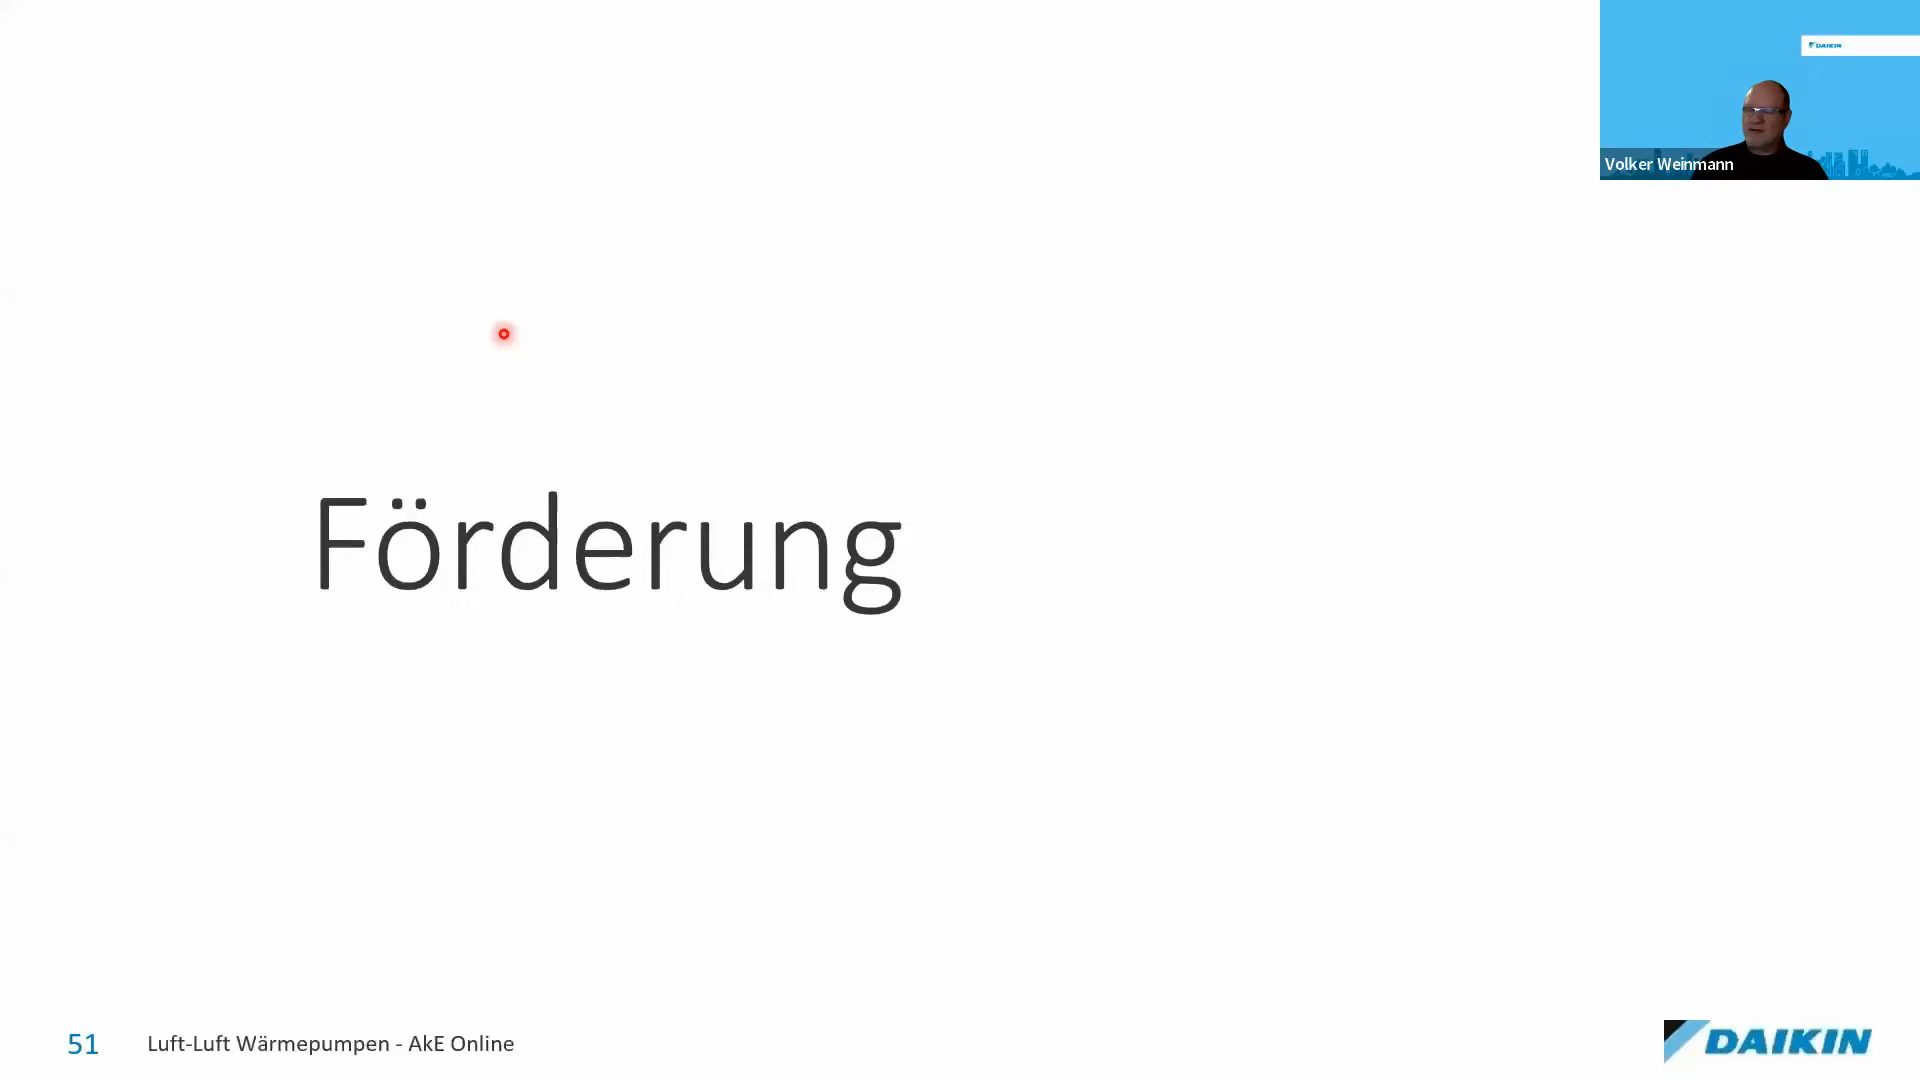 DAIKIN
Volker Weinmann
Förderung
51
Luft-Luft Wärmepumpen - AkE Online
DAIKIN